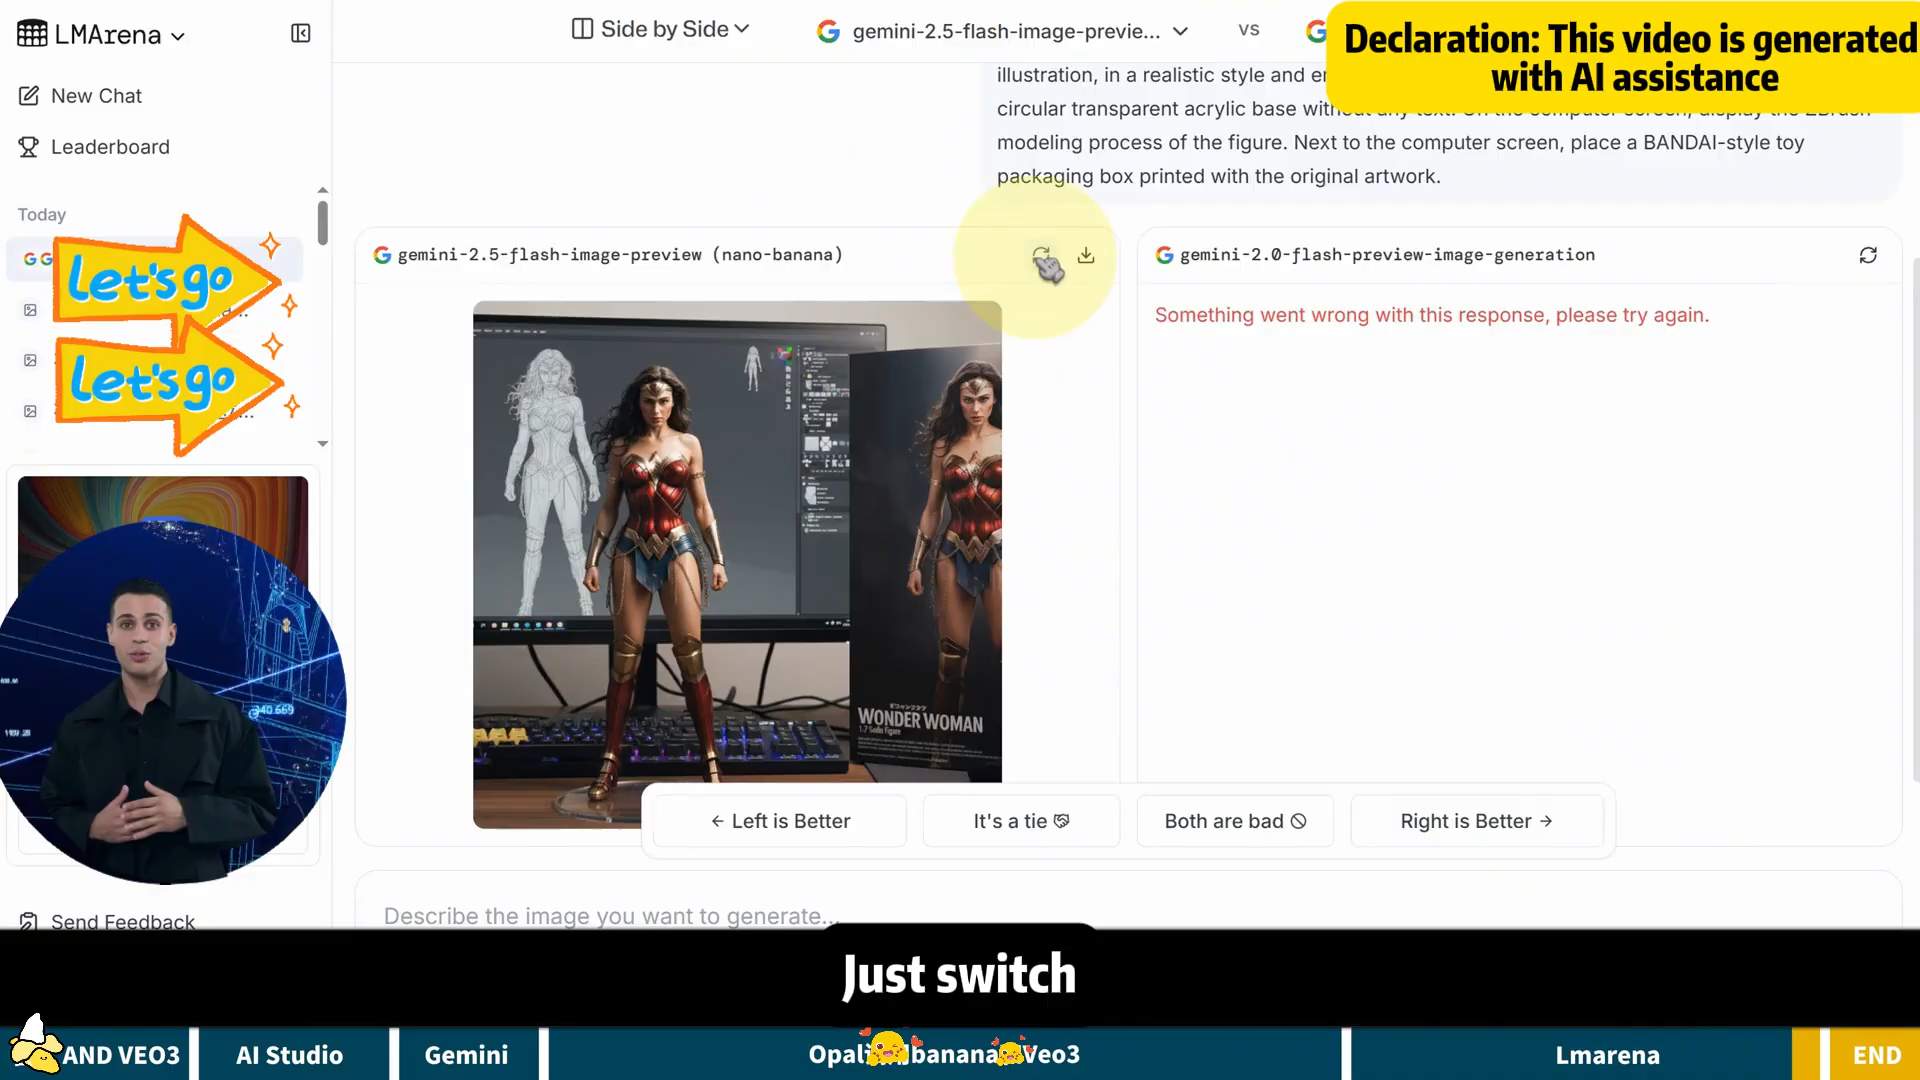 LMArena
Side by Side
gemini-2.5-flash-image-previe...
VS
Declaration: This video is generated
with AI assistance
New Chat
Leaderboard
Today
illustration, in a realistic style and
circular transparent acrylic base
modeling process of the figure. Next to the computer screen, place a BANDAI-style toy
packaging box printed with the original artwork.
let's go
let's go
gemini-2.5-flash-image-preview (nano-banana)
gemini-2.0-flash-preview-image-generation
Something went wrong with this response, please try again.
WONDER WOMAN
340.669
← Left is Better
It's a tie
Both are bad
Right is Better →
Describe the image you want to generate...
Send Feedback
Just switch
AND VEO3
AI Studio
Gemini
Veo3
Lmarena
END